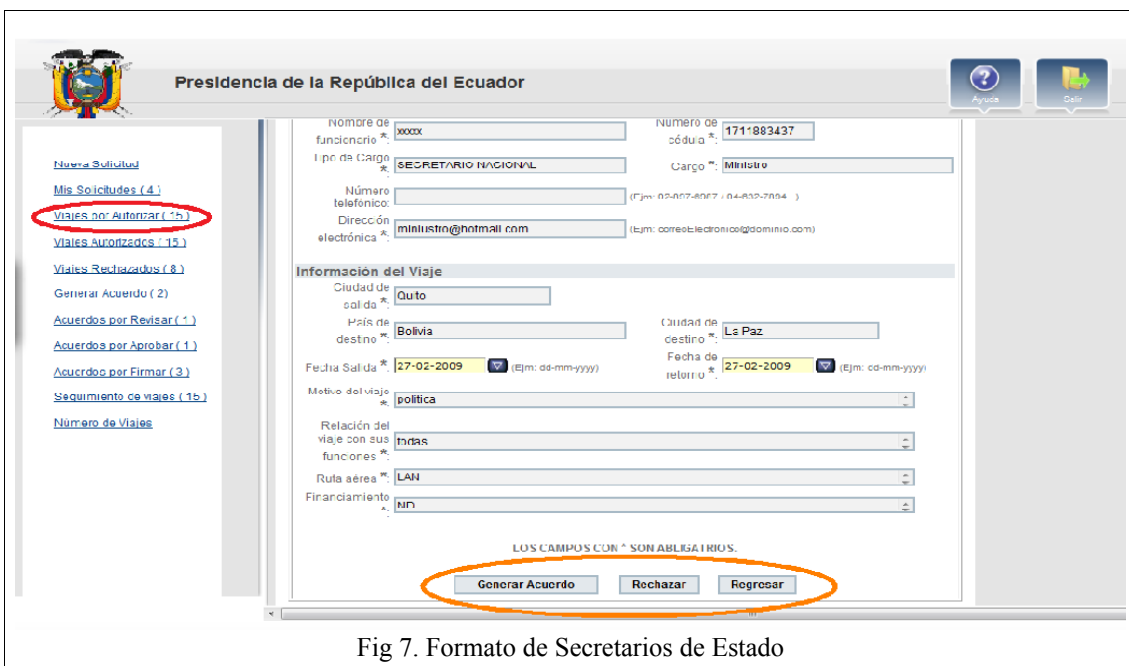 Presidencia de la República del Ecuador
Ayuda
Salir
Nueva Solicitud
Mis Solicitudes ( 4 )
Viajes por Autorizar ( 15 )
Viajes Autorizados ( 15 )
Viajes Rechazados ( 8 )
Generar Acuerdo ( 2)
Acuerdos por Revisar ( 1 )
Acuerdos por Aprobar ( 1 )
Acuerdos por Firmar ( 3 )
Seguimiento de viajes ( 15 )
Número de Viajes
Nombre de funcionario *: xxxxx Número de cédula *: 1711883437
Tipo de Cargo *: SECRETARIO NACIONAL Cargo *: Ministro
Número telefónico: (Ejm:
Dirección electrónica *: miniustro@hotmail.com (Ejm: correoElectronico@dominio.com)
Información del Viaje
Ciudad de salida *: Quito
País de destino *: Bolivia Ciudad de destino *: La Paz
Fecha Salida *: 27-02-2009 (Ejm: dd-mm-yyyy) Fecha de retorno *: 27-02-2009 (Ejm: dd-mm-yyyy)
Motivo del viaje *: politica
Relación del viaje con sus funciones *: todas
Ruta aérea *: LAN
Financiamiento *: ND
LOS CAMPOS CON * SON ABLIGATRIOS.
Generar Acuerdo Rechazar Regresar
Fig 7. Formato de Secretarios de Estado